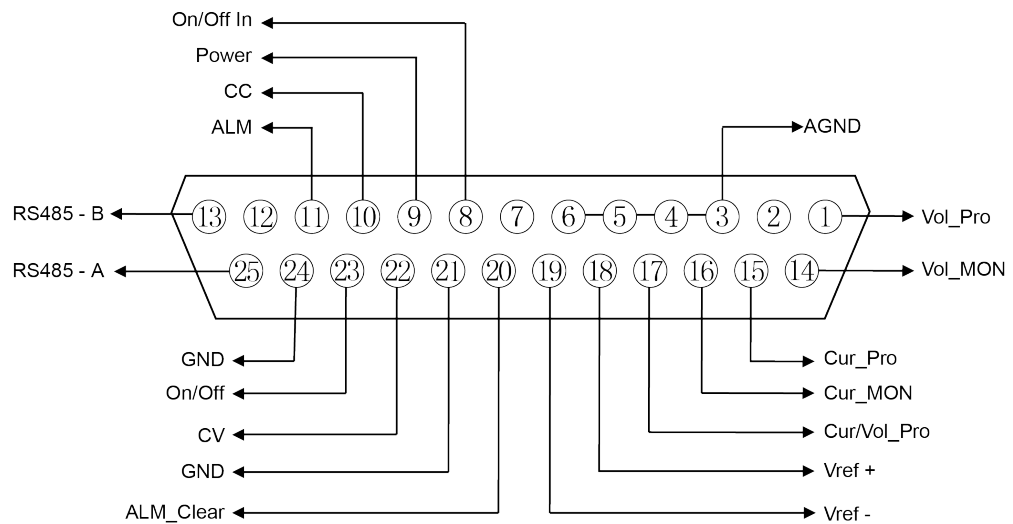 On/Off In
Power
CC
ALM
AGND
RS485 - B
⑬ ⑫ ⑪ ⑩ ⑨ ⑧ ⑦ ⑥ ⑤ ④ ③ ② ①
Vol_Pro
RS485 - A
㉕ ㉔ ㉓ ㉒ ㉑ ⑳ ⑲ ⑱ ⑰ ⑯ ⑮ ⑭
Vol_MON
GND
Cur_Pro
On/Off
Cur_MON
CV
Cur/Vol_Pro
GND
Vref +
ALM_Clear
Vref -